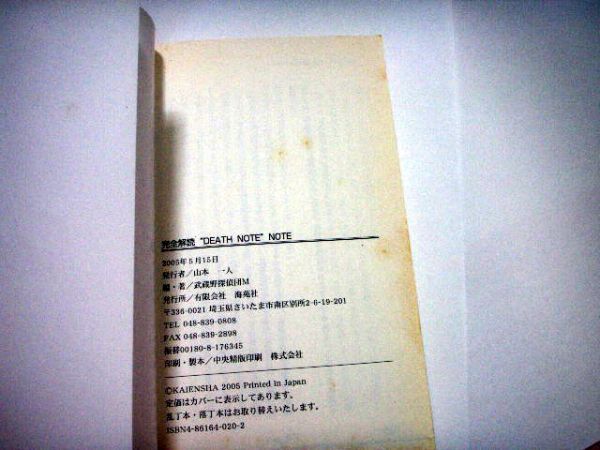 完全解読 "DEATH NOTE" NOTE
2005年5月15日
発行者／山本 一人
編・著／武蔵野探偵団M
発行所／有限会社 海苑社
〒336-0021 埼玉県さいたま市南区別所2-6-19-201
TEL 048-839-0808
FAX 048-839-2898
振替00180-8-176345
印刷・製本／中央精版印刷 株式会社
©KAIENSHA 2005 Printed in Japan
定価はカバーに表示してあります。
乱丁本・落丁本はお取り替えいたします。
ISBN4-86164-020-2